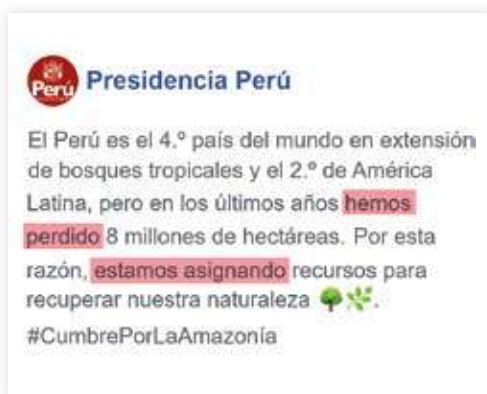 Perú
Presidencia Perú
El Perú es el 4.º país del mundo en extensión
de bosques tropicales y el 2.º de América
Latina, pero en los últimos años hemos
perdido 8 millones de hectáreas. Por esta
razón, estamos asignando recursos para
recuperar nuestra naturaleza 🌳🌿.
#CumbrePorLaAmazonía